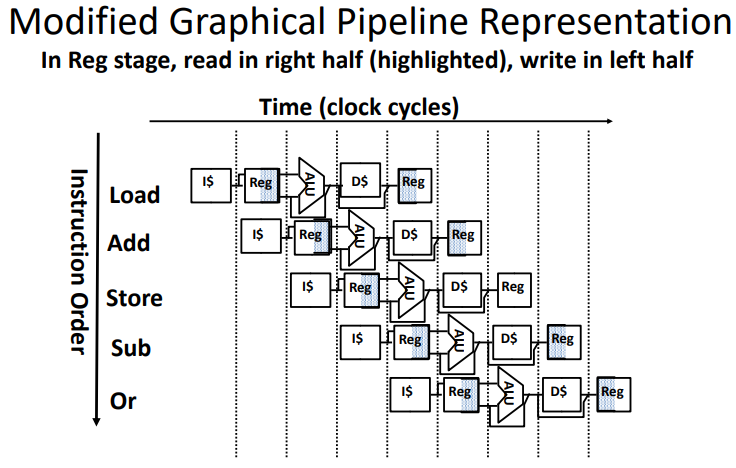 Modified Graphical Pipeline Representation
In Reg stage, read in right half (highlighted), write in left half
Time (clock cycles)
Instruction Order
Load
I$ Reg ALU D$ Reg
Add
I$ Reg ALU D$ Reg
Store
I$ Reg ALU D$ Reg
Sub
I$ Reg ALU D$ Reg
Or
I$ Reg ALU D$ Reg